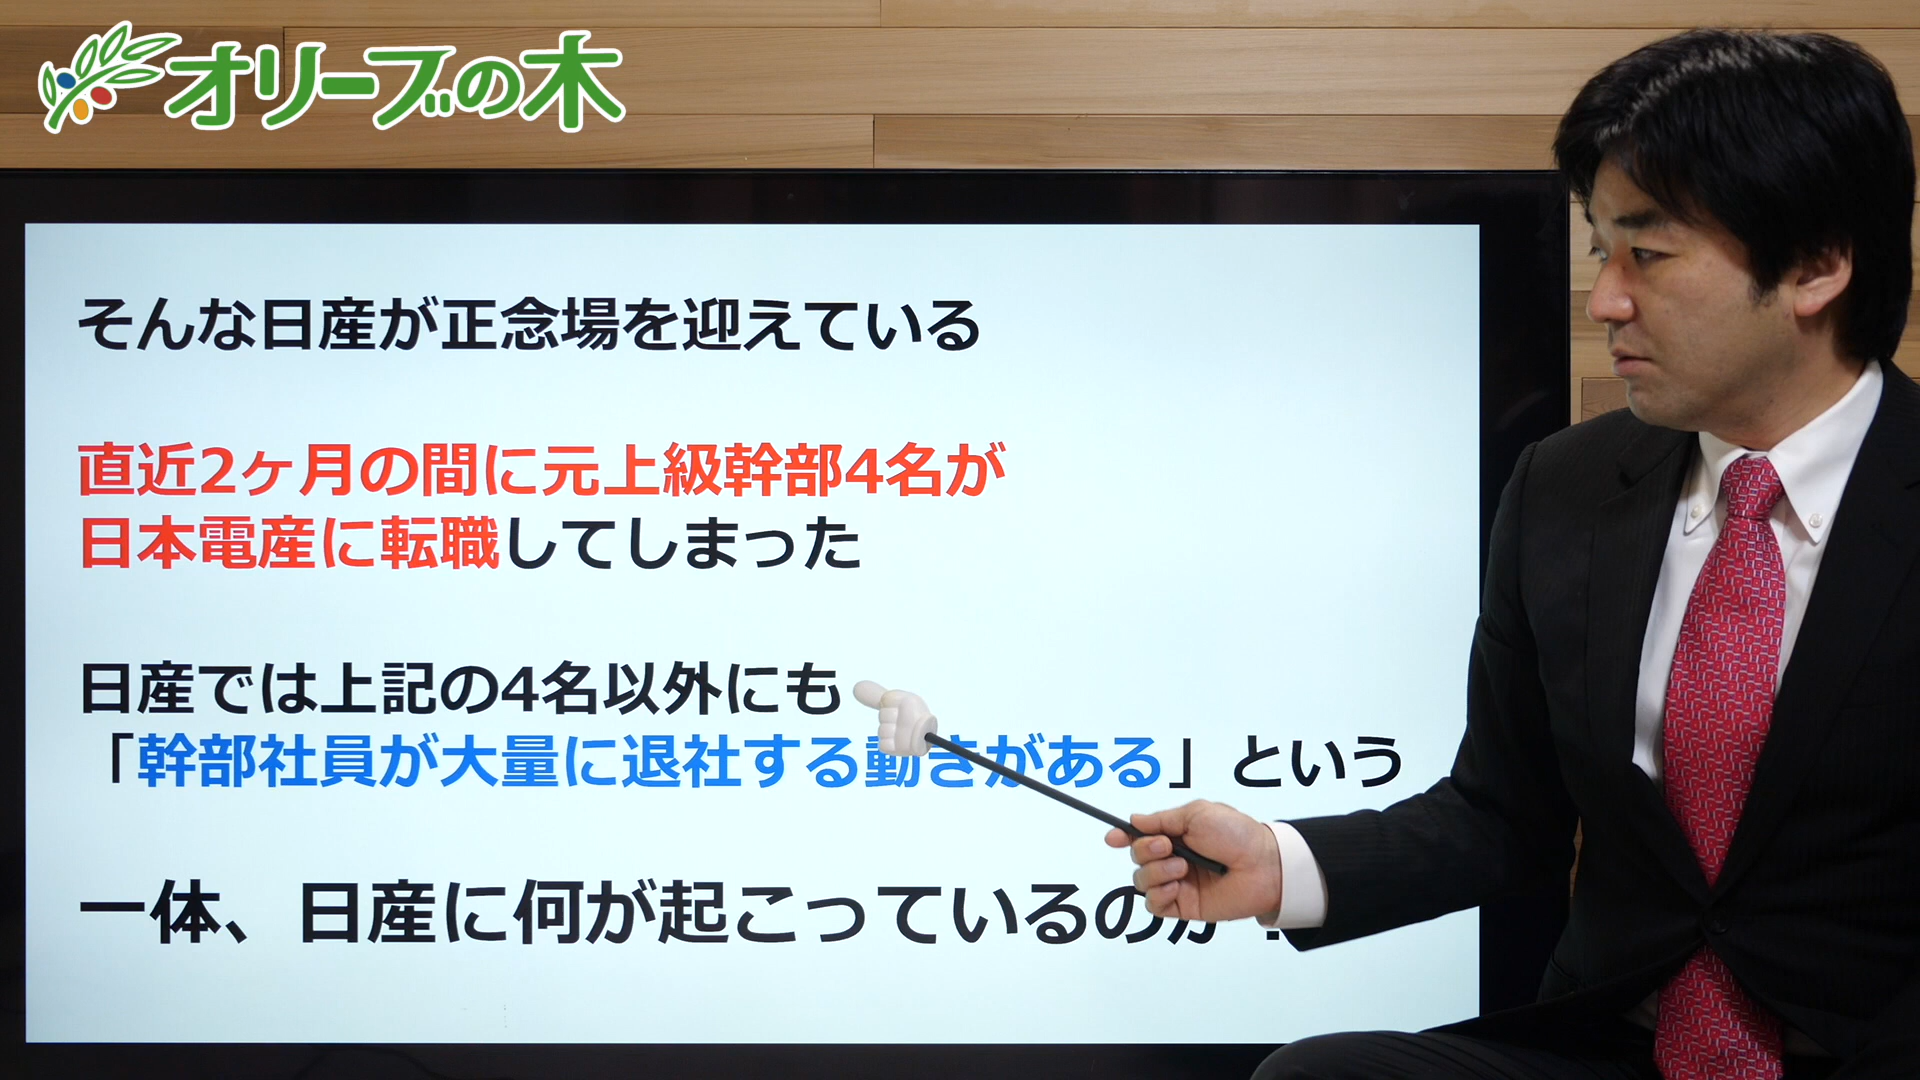 オリーブの木
そんな日産が正念場を迎えている
直近2ヶ月の間に元上級幹部4名が
日本電産に転職してしまった
日産では上記の4名以外にも
「幹部社員が大量に退社する動きがある」という
一体、日産に何が起こっているのか？